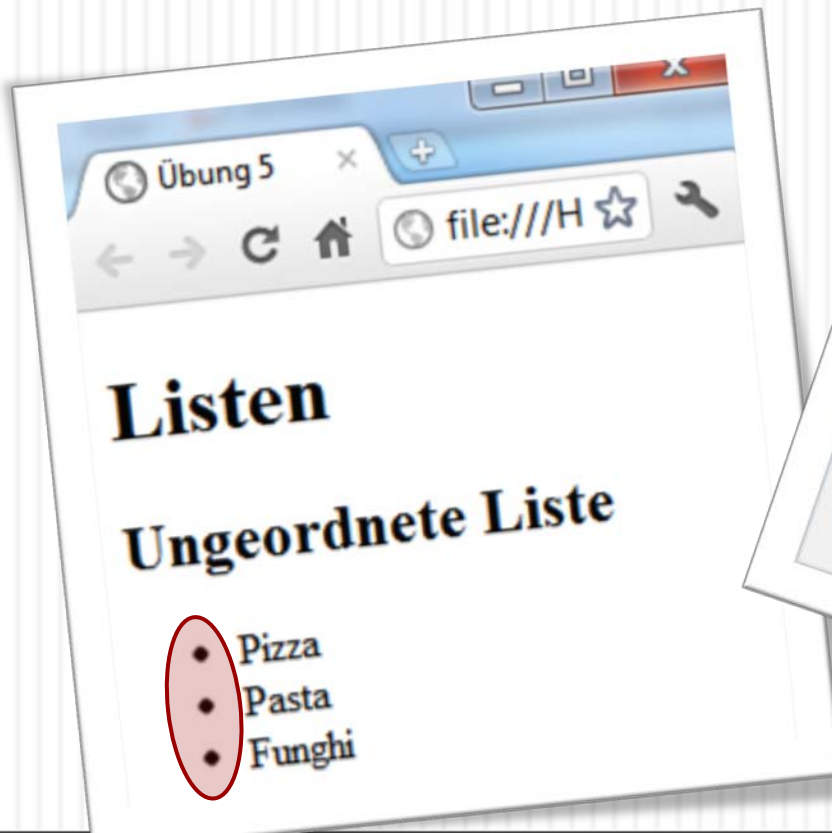 Übung 5
file:///H
Listen
Ungeordnete Liste
• Pizza
• Pasta
• Funghi